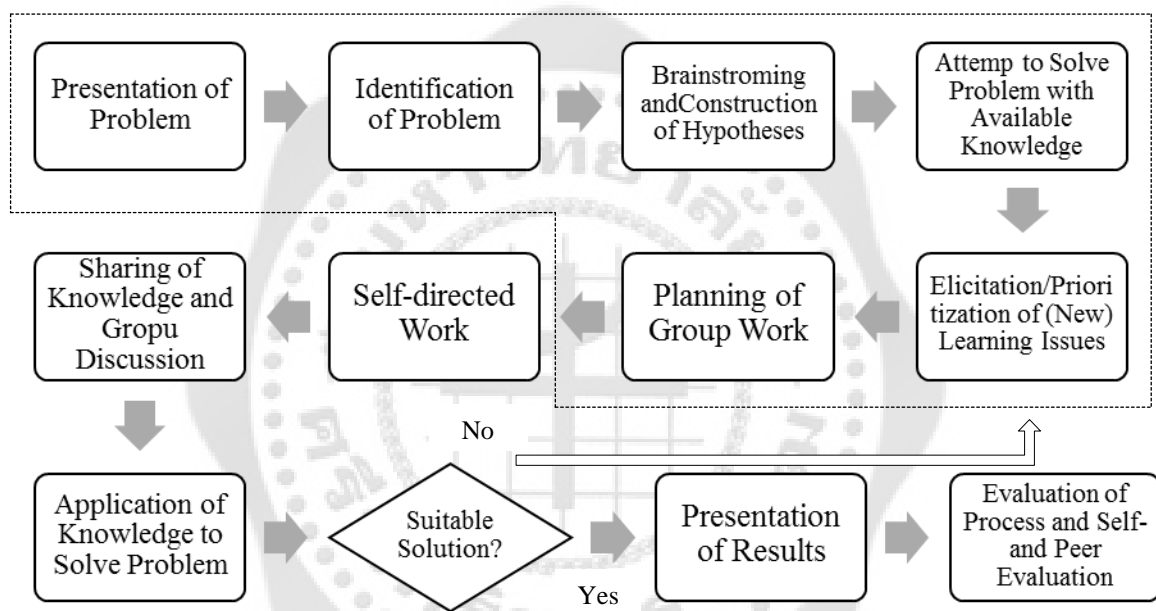 Presentation of
Problem
Identification
of Problem
Brainstroming
andConstruction
of Hypotheses
Attemp to Solve
Problem with
Available
Knowledge
Elicitation/Priori
tization of (New)
Learning Issues
Planning of
Group Work
Self-directed
Work
Sharing of
Knowledge and
Gropu
Discussion
Application of
Knowledge to
Solve Problem
Suitable
Solution?
No
Yes
Presentation
of Results
Evaluation of
Process and Self-
and Peer
Evaluation